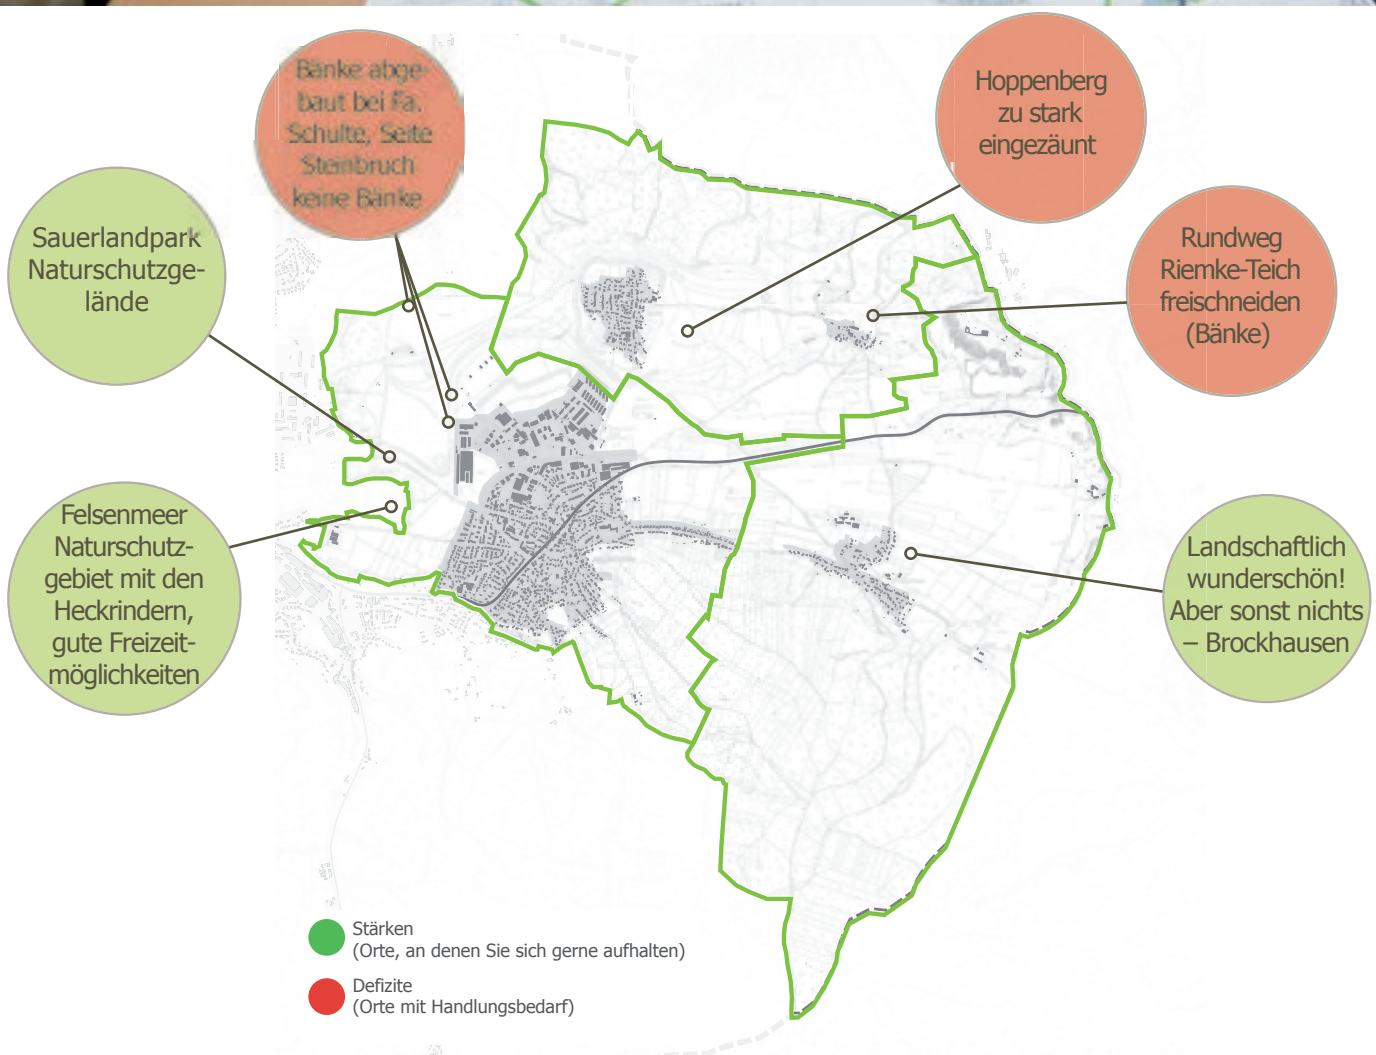 Bänke abge-
baut bei Fa.
Schulte, Seite
Steinbruch
keine Bänke
Hoppenberg
zu stark
eingezäunt
Sauerlandpark
Naturschutzge-
lände
Rundweg
Riemke-Teich
freischneiden
(Bänke)
Felsenmeer
Naturschutz-
gebiet mit den
Heckrindern,
gute Freizeit-
möglichkeiten
Landschaftlich
wunderschön!
Aber sonst nichts
– Brockhausen
Stärken
(Orte, an denen Sie sich gerne aufhalten)
Defizite
(Orte mit Handlungsbedarf)